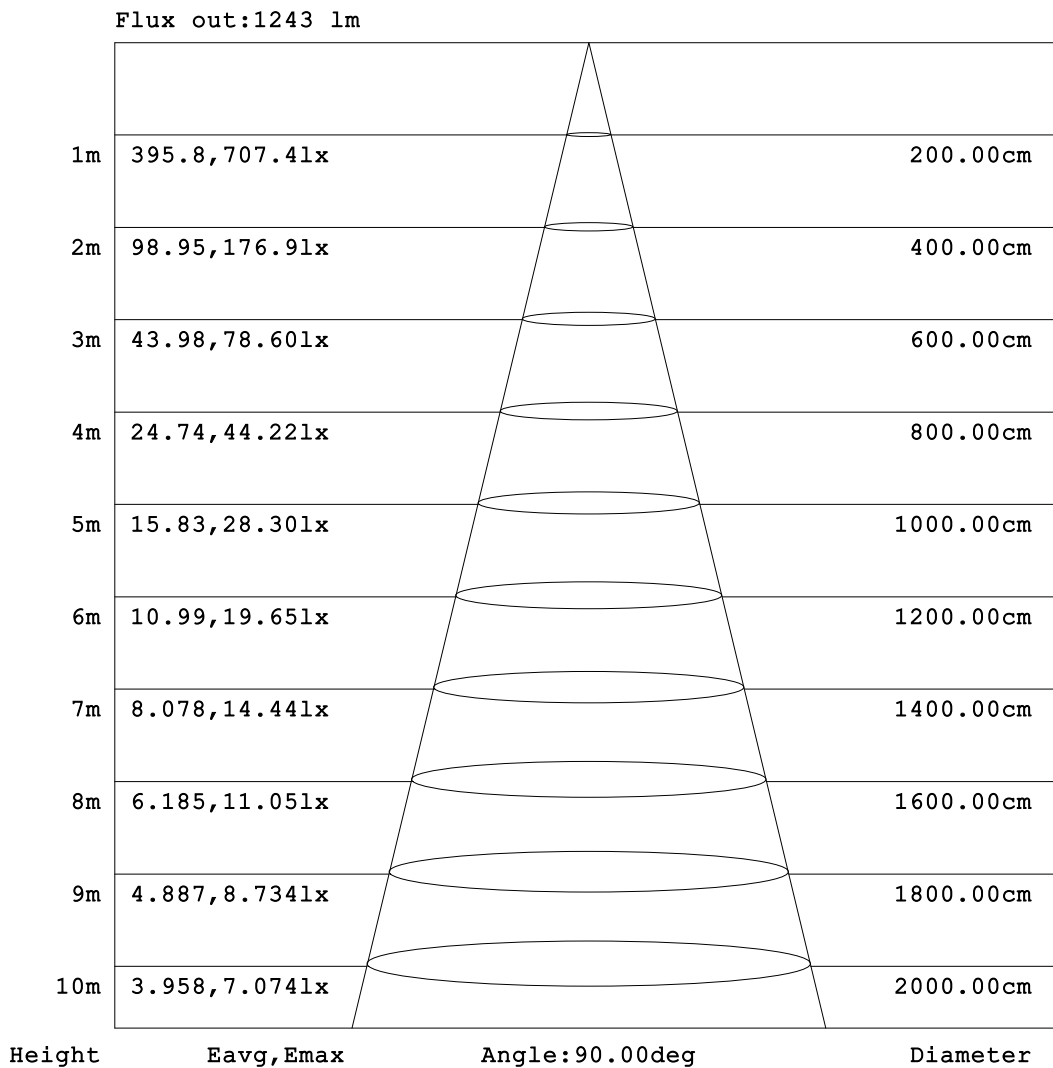 Flux out:1243 lm
1m 395.8,707.4lx 200.00cm
2m 98.95,176.9lx 400.00cm
3m 43.98,78.60lx 600.00cm
4m 24.74,44.22lx 800.00cm
5m 15.83,28.30lx 1000.00cm
6m 10.99,19.65lx 1200.00cm
7m 8.078,14.44lx 1400.00cm
8m 6.185,11.05lx 1600.00cm
9m 4.887,8.734lx 1800.00cm
10m 3.958,7.074lx 2000.00cm
Height Eavg,Emax Angle:90.00deg Diameter